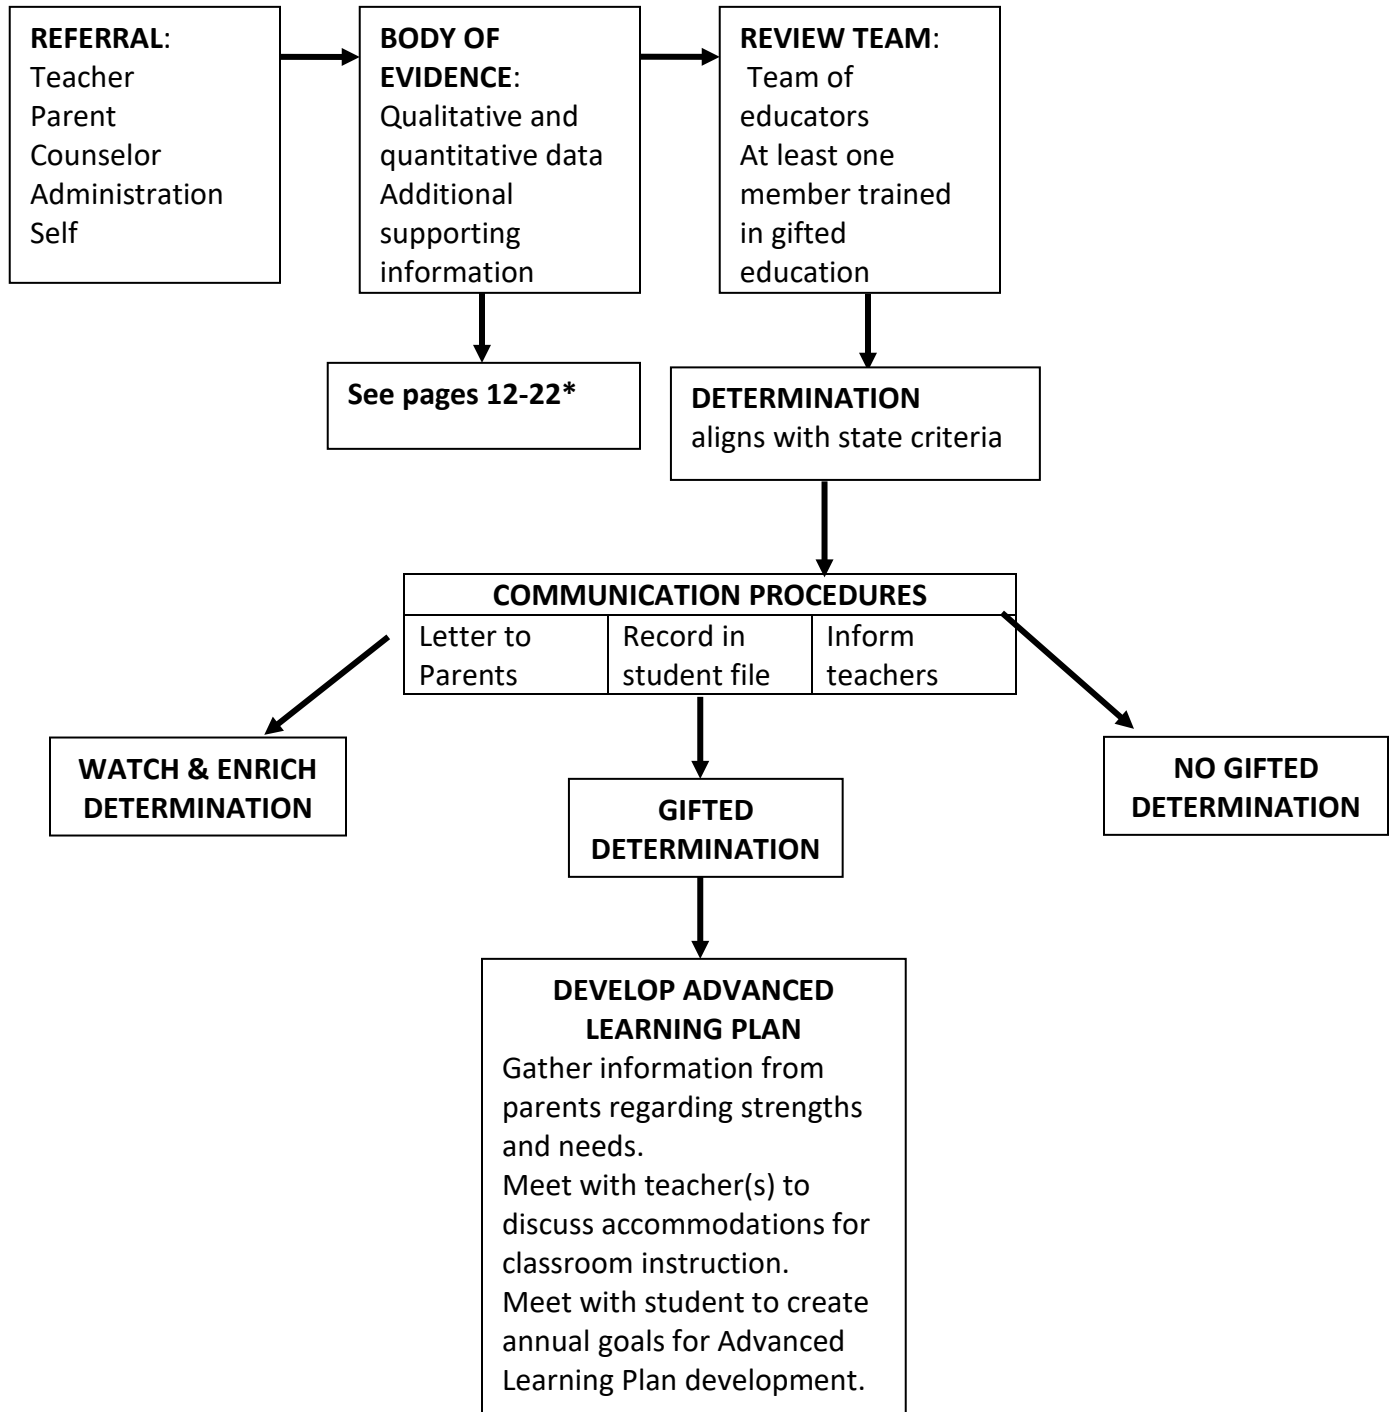 REFERRAL:
Teacher
Parent
Counselor
Administration
Self
BODY OF
EVIDENCE:
Qualitative and
quantitative data
Additional
supporting
information
REVIEW TEAM:
Team of
educators
At least one
member trained
in gifted
education
See pages 12-22*
DETERMINATION
aligns with state criteria
COMMUNICATION PROCEDURES
Letter to
Parents
Record in
student file
Inform
teachers
WATCH & ENRICH
DETERMINATION
GIFTED
DETERMINATION
NO GIFTED
DETERMINATION
DEVELOP ADVANCED
LEARNING PLAN
Gather information from
parents regarding strengths
and needs.
Meet with teacher(s) to
discuss accommodations for
classroom instruction.
Meet with student to create
annual goals for Advanced
Learning Plan development.